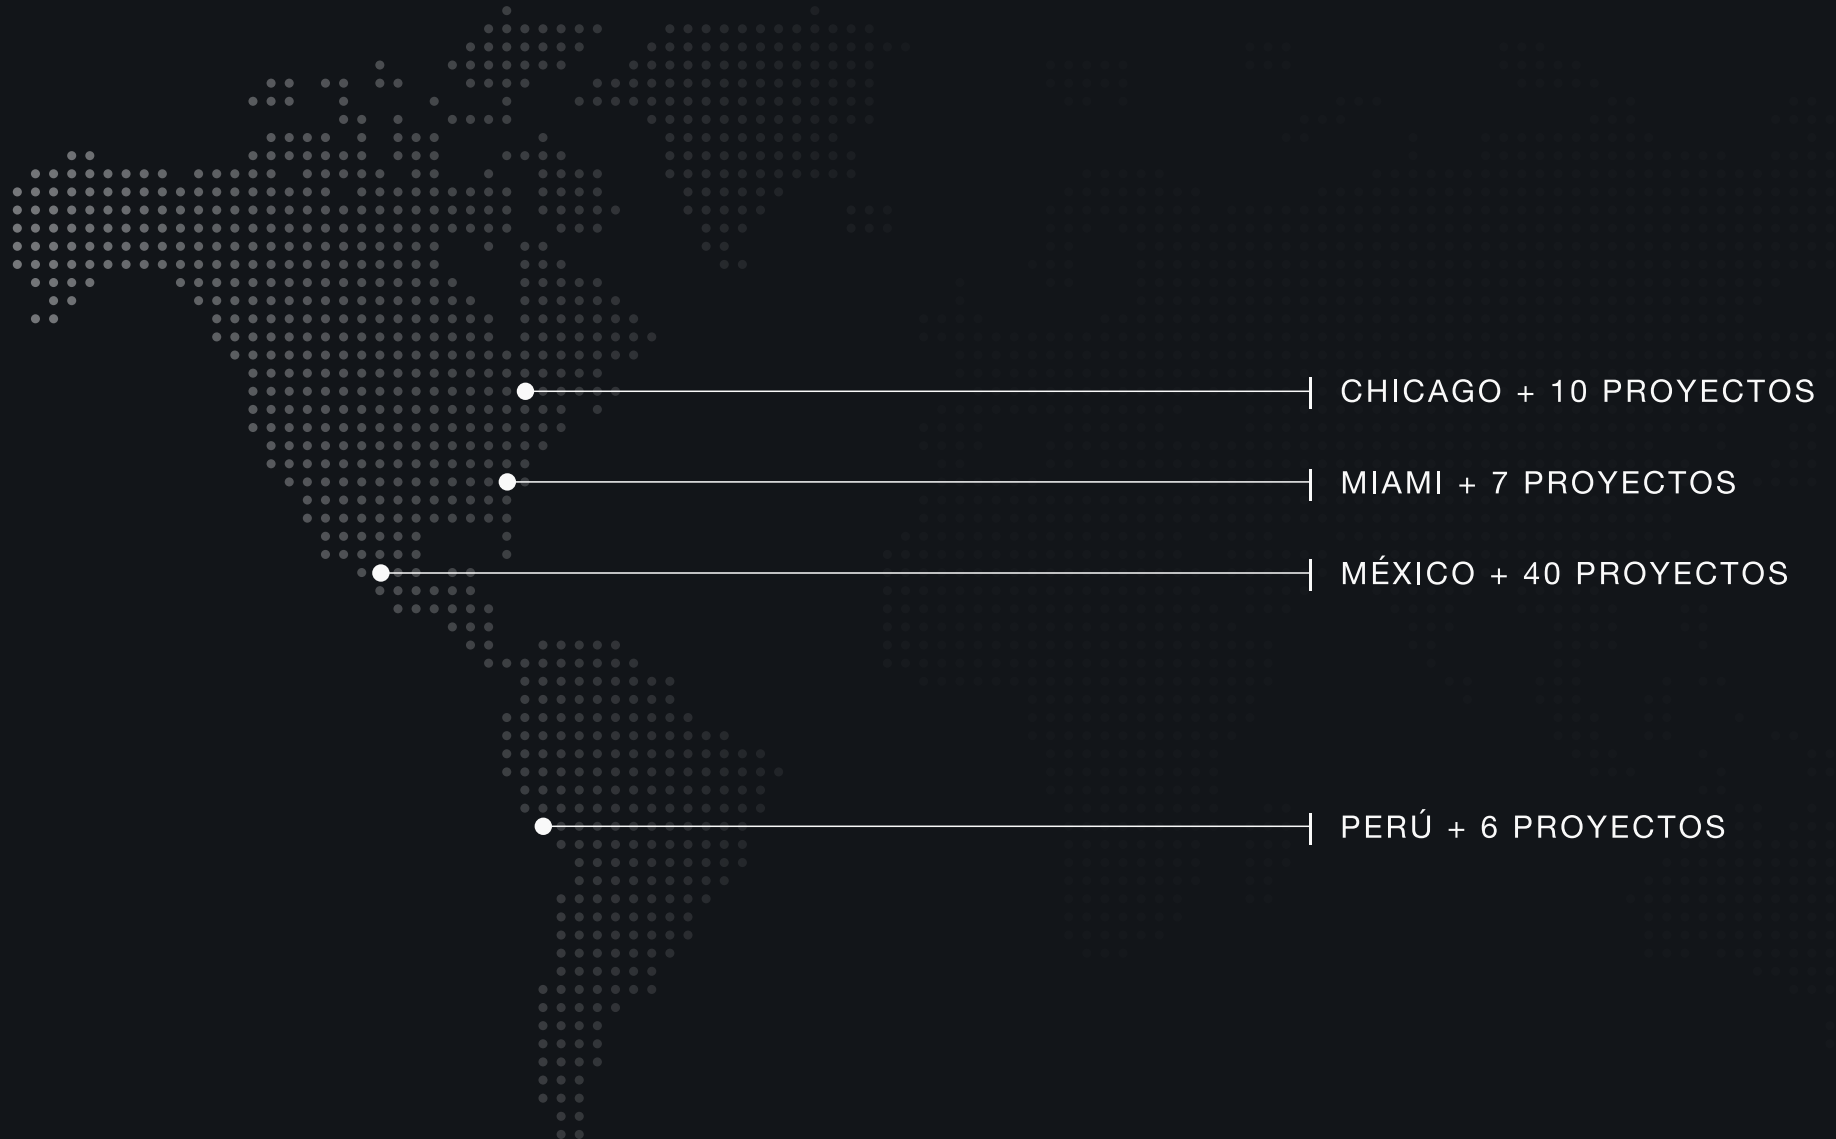 CHICAGO + 10 PROYECTOS
MIAMI + 7 PROYECTOS
MÉXICO + 40 PROYECTOS
PERÚ + 6 PROYECTOS